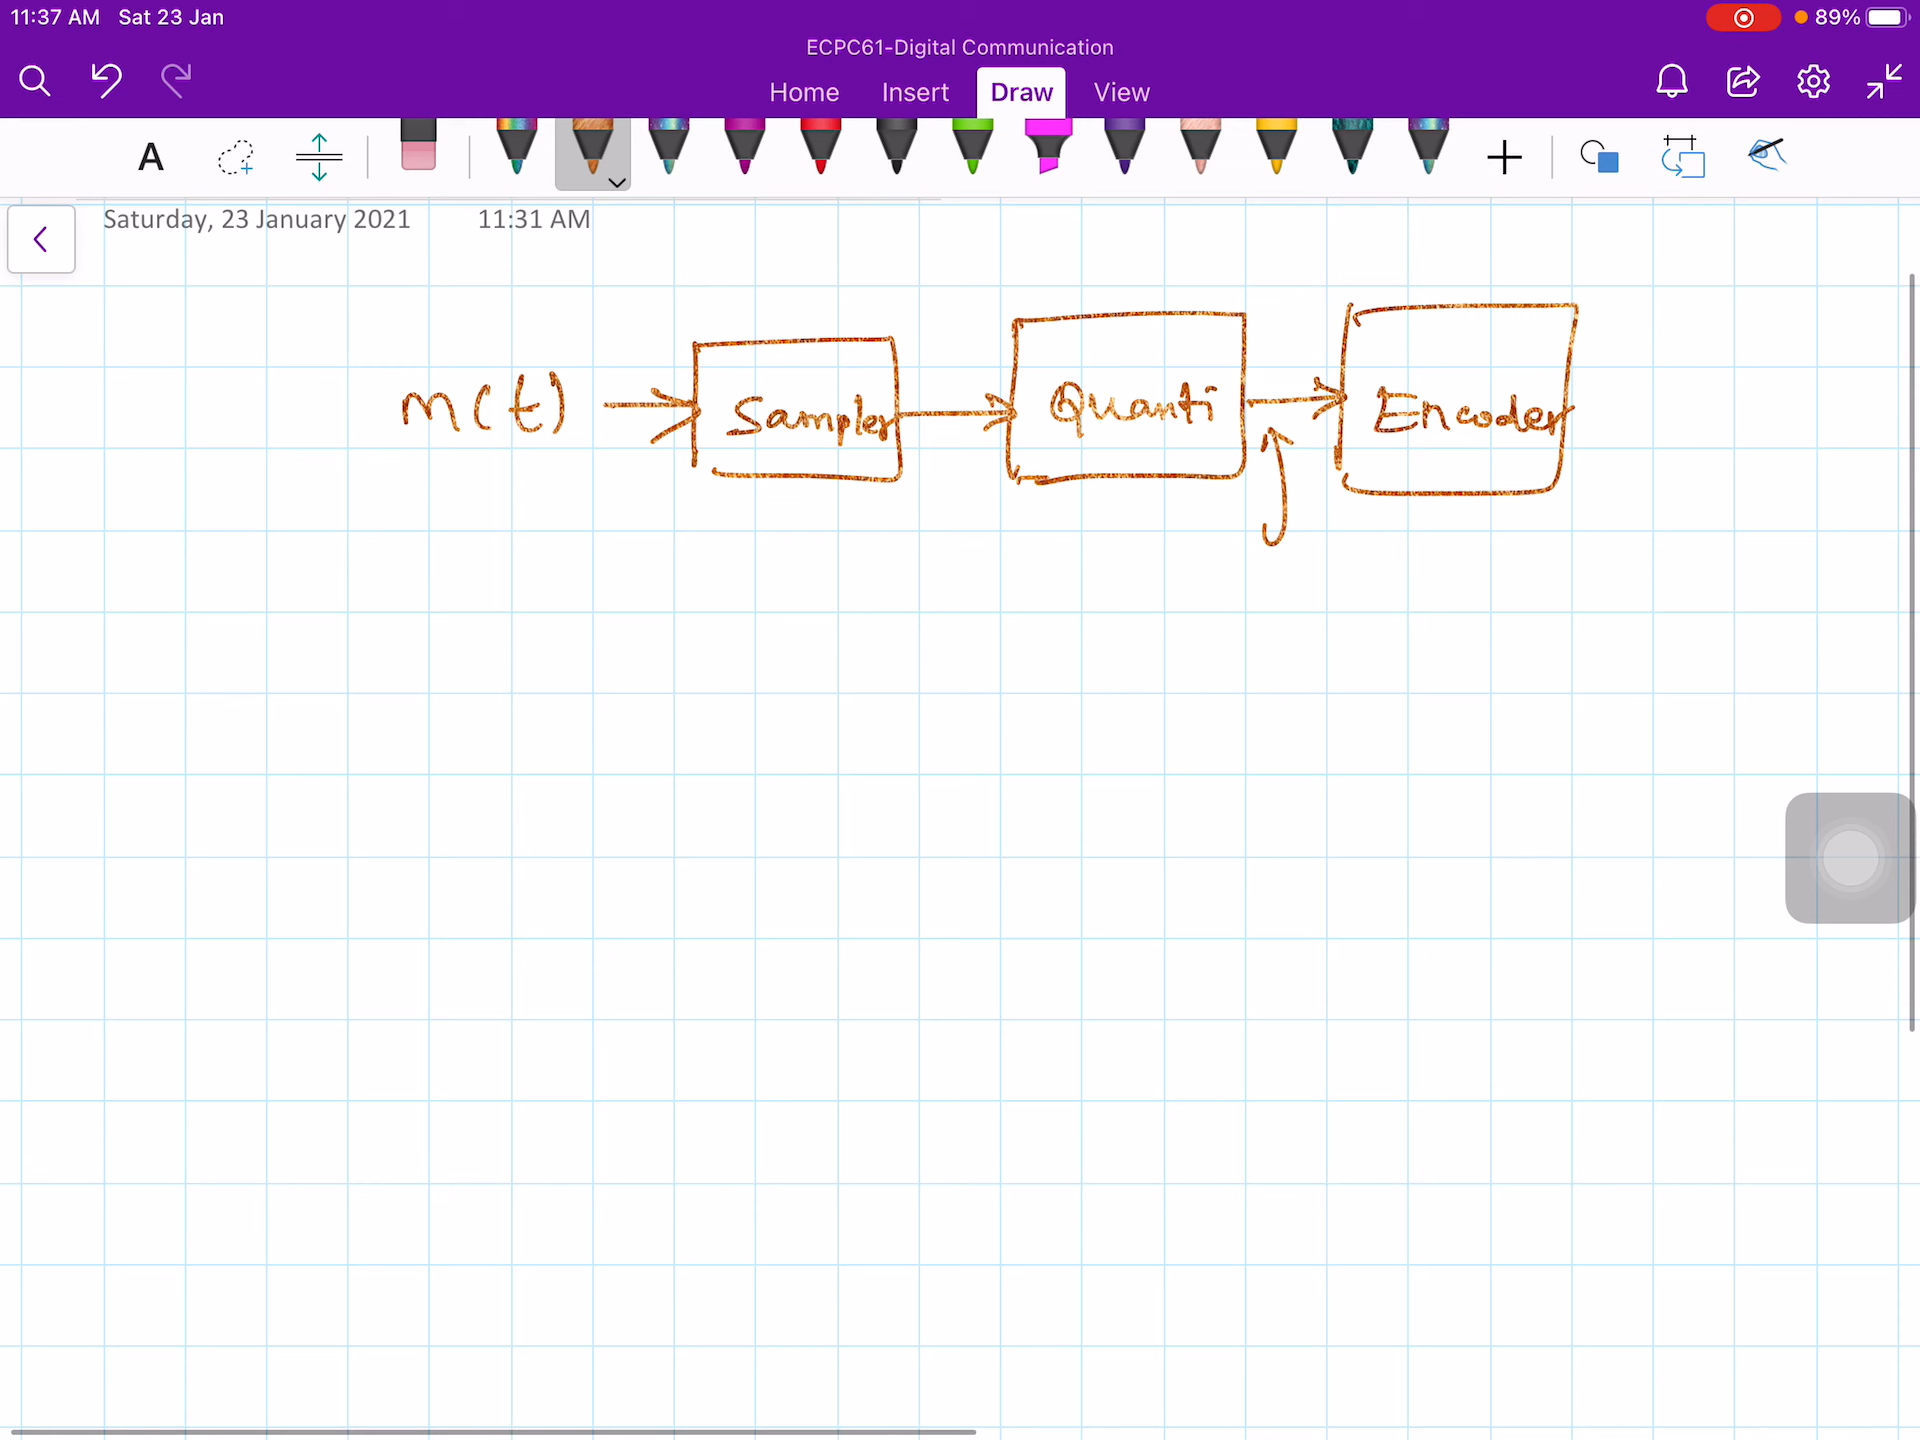 11:37 AM Sat 23 Jan
89%
ECPC61-Digital Communication
Home Insert Draw View
A
Saturday, 23 January 2021 11:31 AM
m(t) Sampler Quanti Encoder